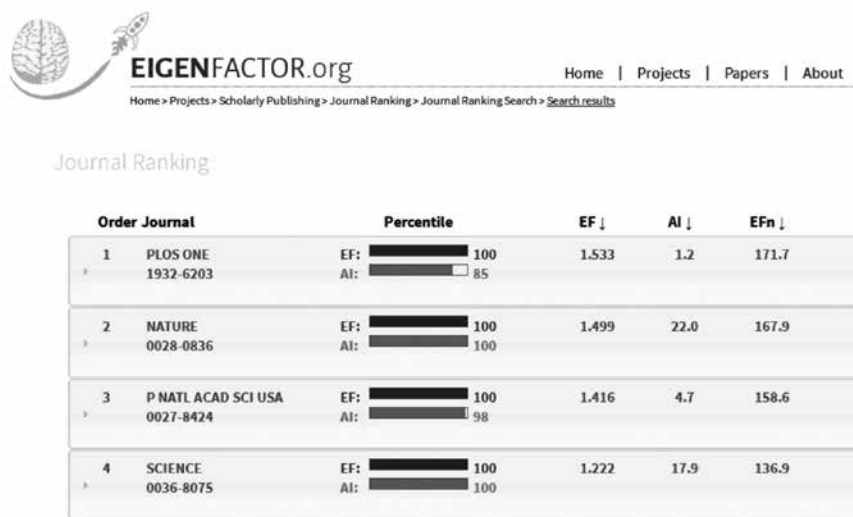 EIGENFACTOR.org
Home | Projects | Papers | About
Home > Projects > Scholarly Publishing > Journal Ranking > Journal Ranking Search > Search results
Journal Ranking
Order Journal Percentile EF ↓ AI ↓ EFn ↓
1 PLOS ONE EF: 100 1.533 1.2 171.7
1932-6203 AI: 85
2 NATURE EF: 100 1.499 22.0 167.9
0028-0836 AI: 100
3 P NATL ACAD SCI USA EF: 100 1.416 4.7 158.6
0027-8424 AI: 98
4 SCIENCE EF: 100 1.222 17.9 136.9
0036-8075 AI: 100